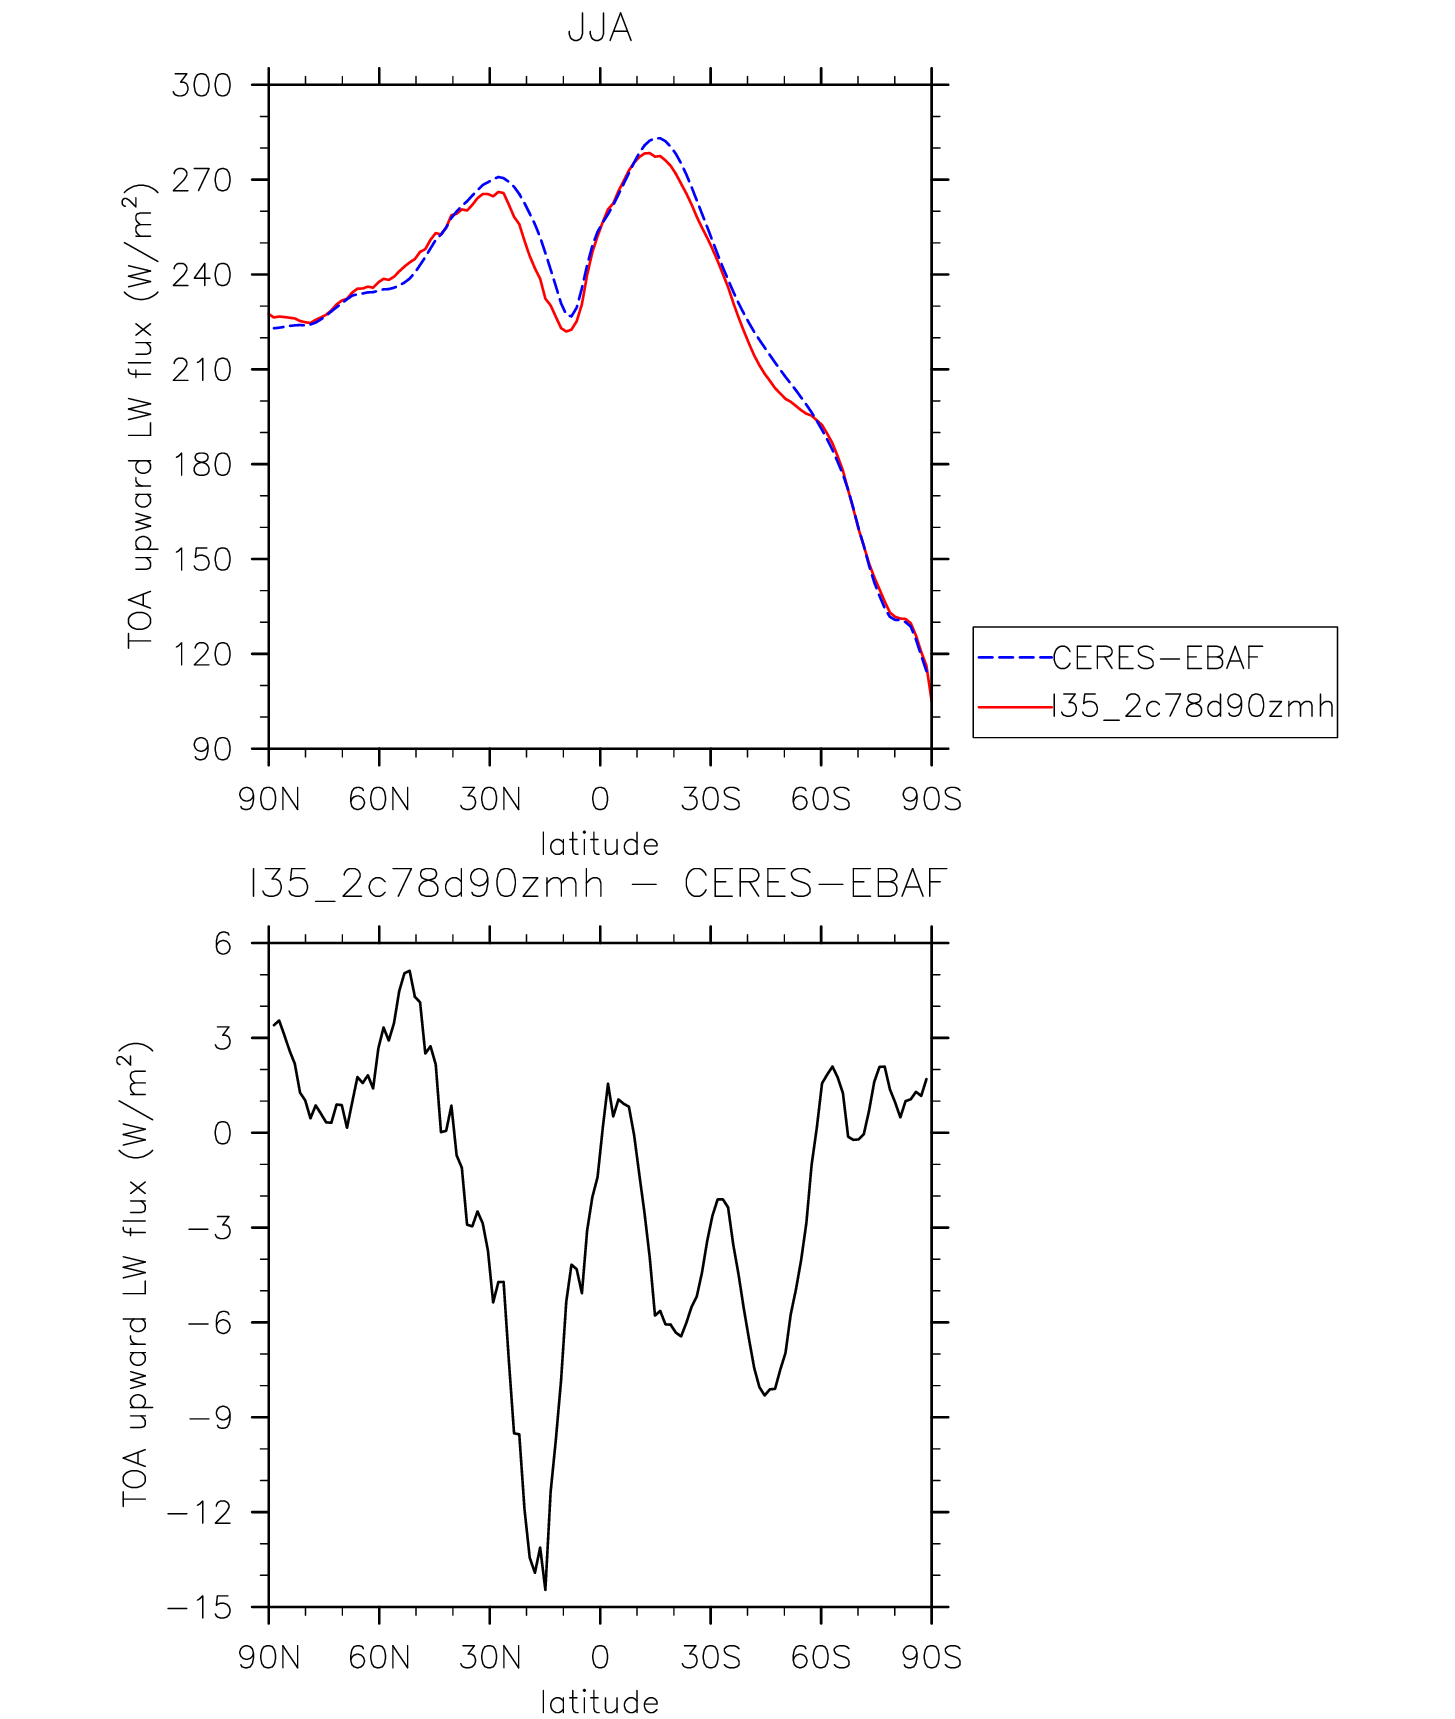 JJA
300
270
240
210
180
150
120
90
TOA upward LW flux (W/m²)
90N 60N 30N 0 30S 60S 90S
latitude
CERES-EBAF
I35_2c78d90zmh
I35_2c78d90zmh - CERES-EBAF
6
3
0
-3
-6
-9
-12
-15
TOA upward LW flux (W/m²)
90N 60N 30N 0 30S 60S 90S
latitude